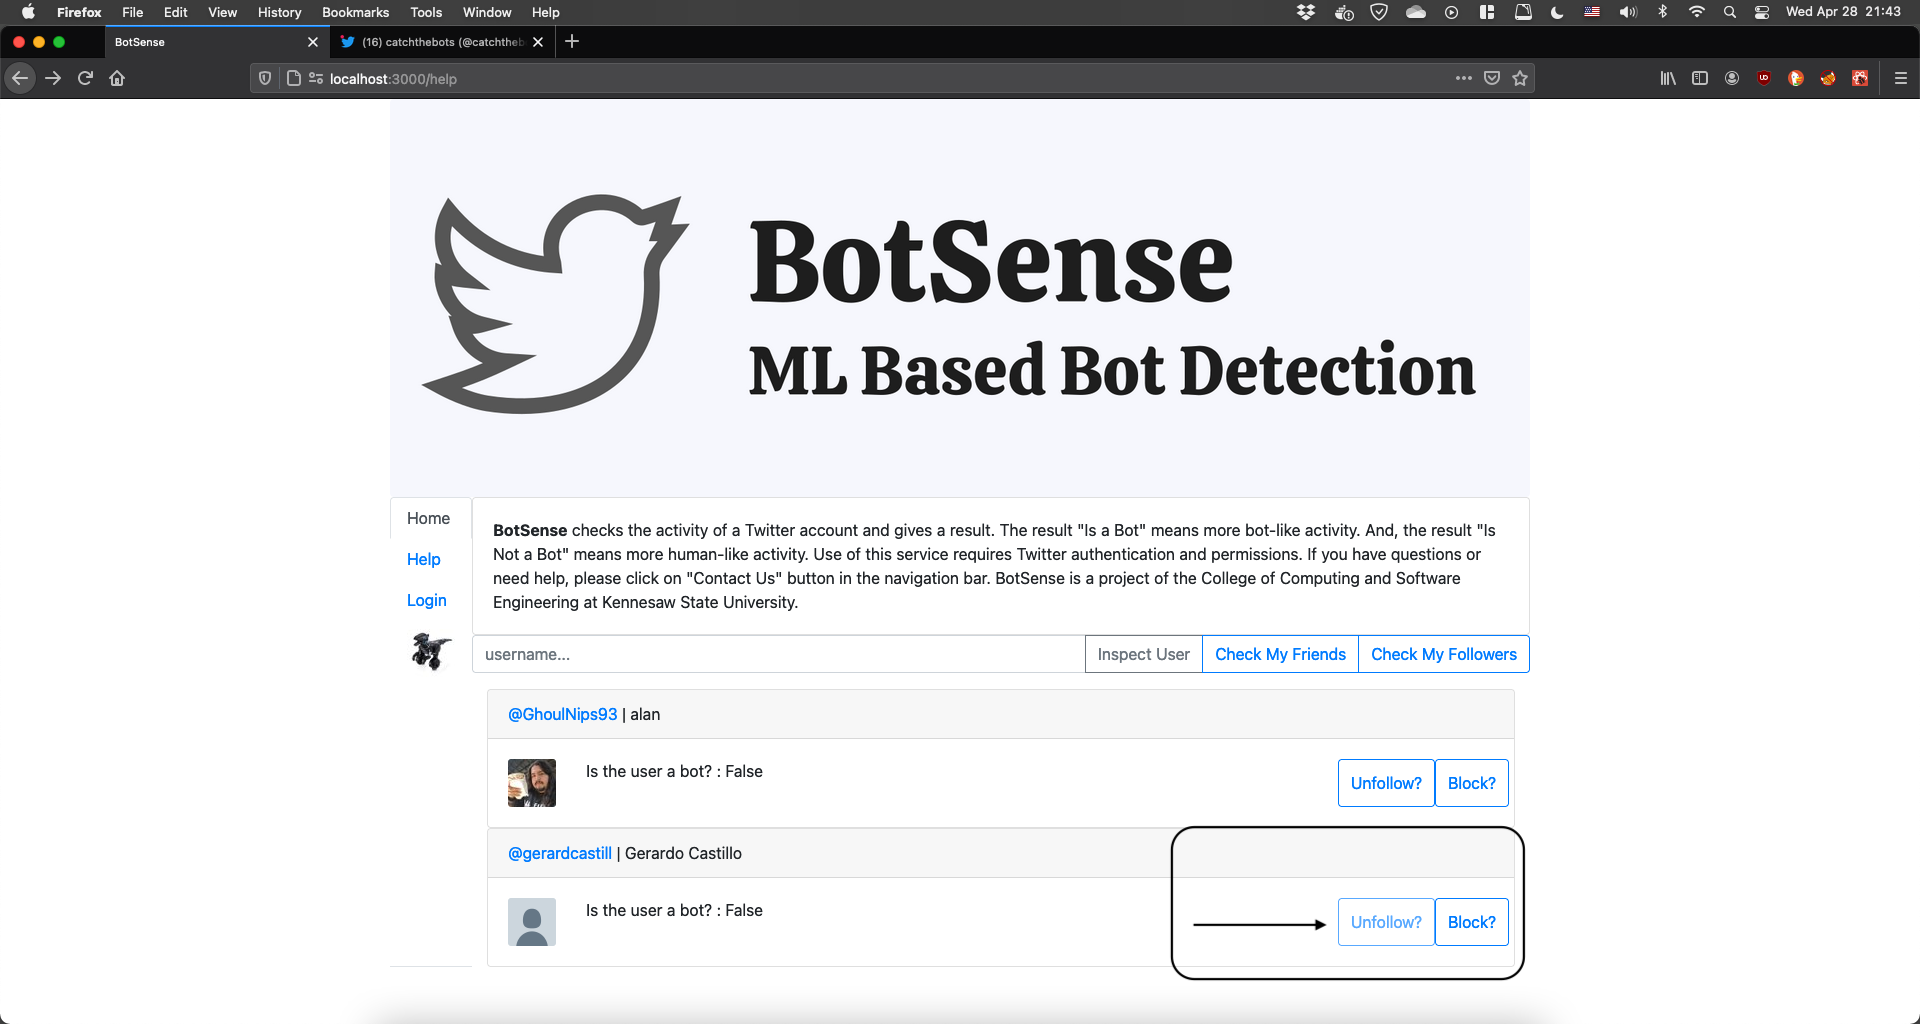 Firefox File Edit View History Bookmarks Tools Window Help Wed Apr 28 21:43
BotSense (16) catchthebots (@catchtheb
localhost:3000/help
BotSense
ML Based Bot Detection
Home
Help
Login
BotSense checks the activity of a Twitter account and gives a result. The result "Is a Bot" means more bot-like activity. And, the result "Is
Not a Bot" means more human-like activity. Use of this service requires Twitter authentication and permissions. If you have questions or
need help, please click on "Contact Us" button in the navigation bar. BotSense is a project of the College of Computing and Software
Engineering at Kennesaw State University.
username... Inspect User Check My Friends Check My Followers
@GhoulNips93 | alan
Is the user a bot? : False
Unfollow? Block?
@gerardcastill | Gerardo Castillo
Is the user a bot? : False
Unfollow? Block?